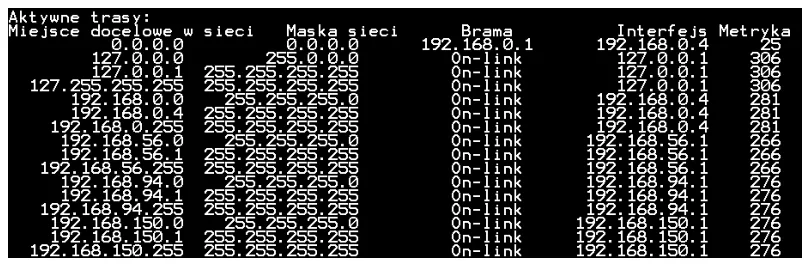 Aktywne trasy:
Miejsce docelowe w sieci Maska sieci Brama Interfejs Metryka
0.0.0.0 0.0.0.0 192.168.0.1 192.168.0.4 25
127.0.0.0 255.0.0.0 On-link 127.0.0.1 306
127.0.0.1 255.255.255.255 On-link 127.0.0.1 306
127.255.255.255 255.255.255.255 On-link 127.0.0.1 306
192.168.0.0 255.255.255.0 On-link 192.168.0.4 281
192.168.0.4 255.255.255.255 On-link 192.168.0.4 281
192.168.0.255 255.255.255.255 On-link 192.168.0.4 281
192.168.56.0 255.255.255.0 On-link 192.168.56.1 266
192.168.56.1 255.255.255.255 On-link 192.168.56.1 266
192.168.56.255 255.255.255.255 On-link 192.168.56.1 266
192.168.94.0 255.255.255.0 On-link 192.168.94.1 276
192.168.94.1 255.255.255.255 On-link 192.168.94.1 276
192.168.94.255 255.255.255.255 On-link 192.168.94.1 276
192.168.150.0 255.255.255.0 On-link 192.168.150.1 276
192.168.150.1 255.255.255.255 On-link 192.168.150.1 276
192.168.150.255 255.255.255.255 On-link 192.168.150.1 276